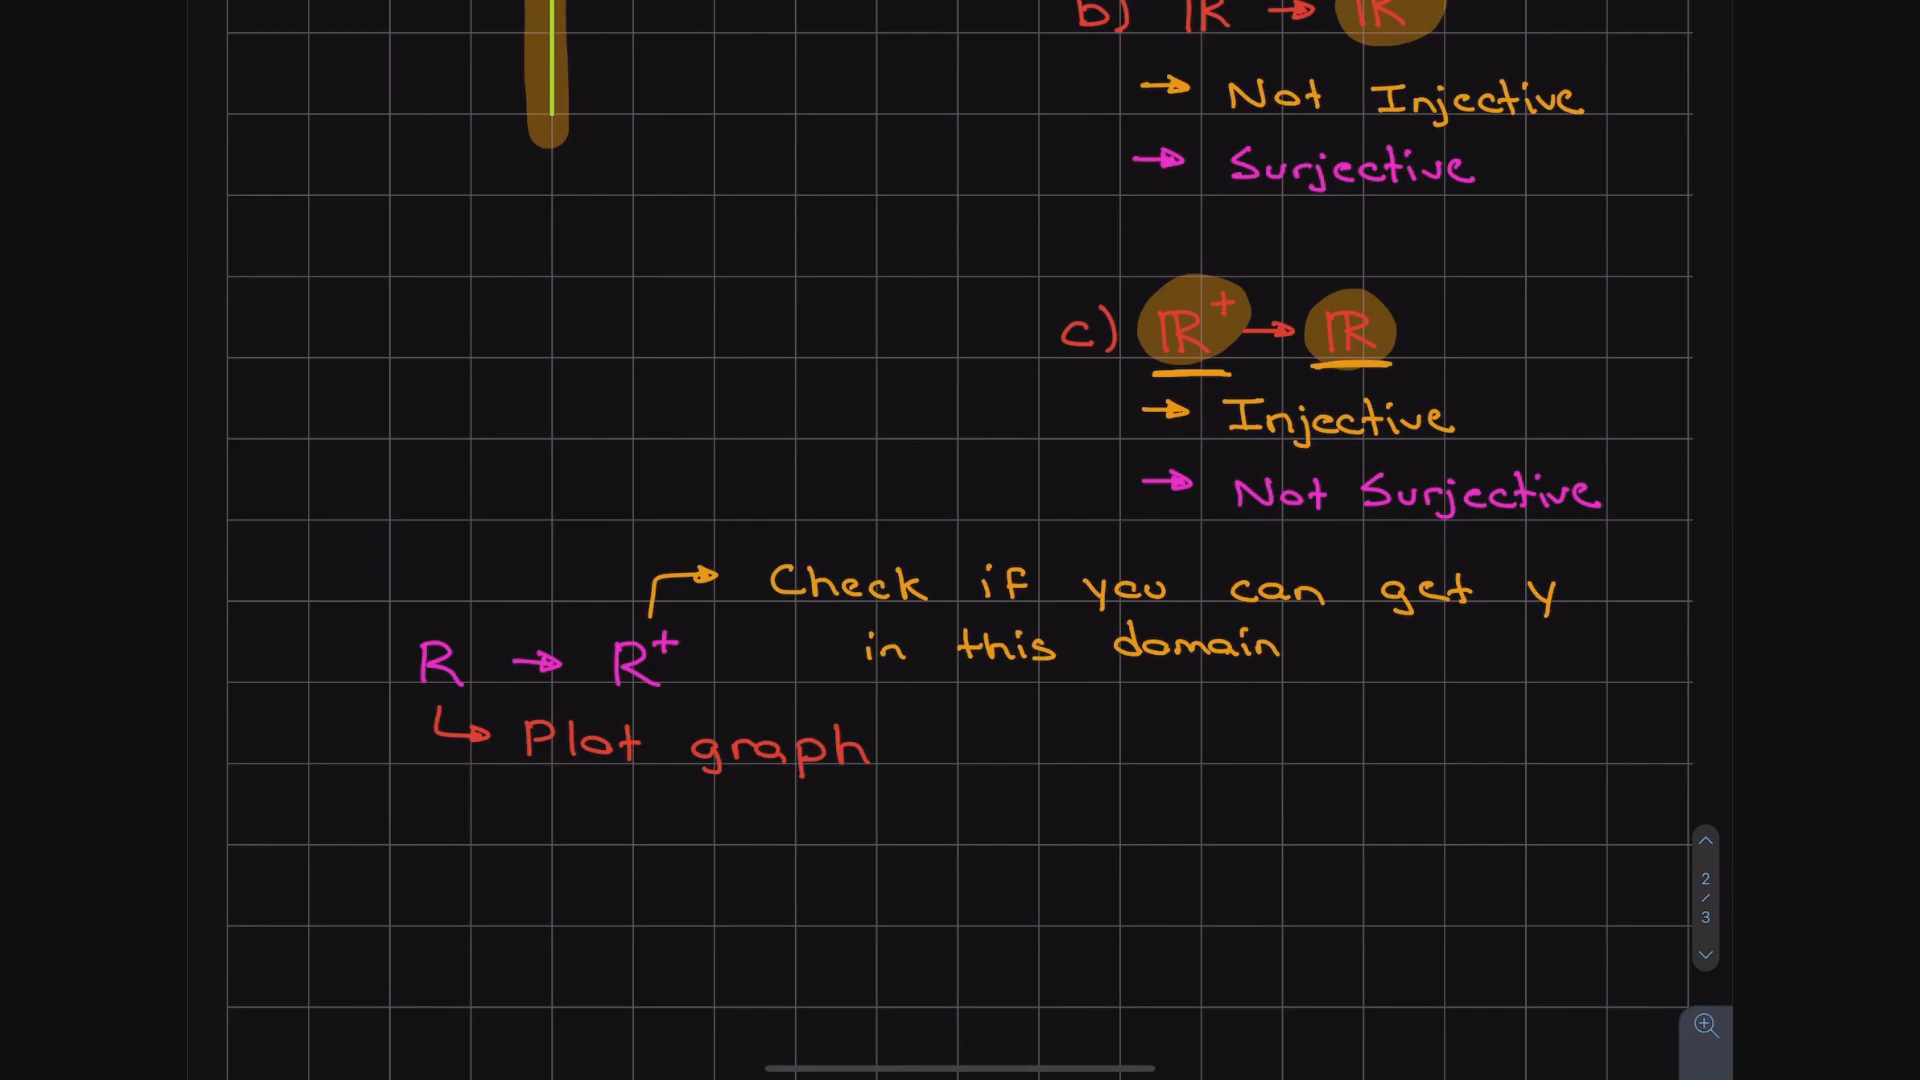 b) ℝ → ℝ
→ Not Injective
→ Surjective
c) ℝ⁺ → ℝ
→ Injective
→ Not Surjective
Check if you can get y
in this domain
R → R⁺
Plot graph
2
/
3